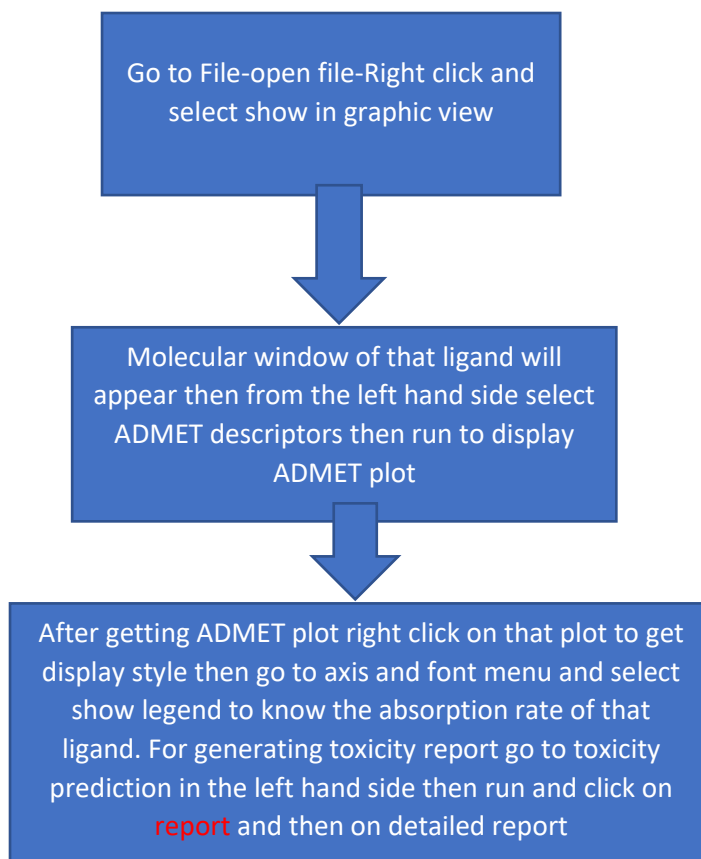 Go to File-open file-Right click and
select show in graphic view
Molecular window of that ligand will
appear then from the left hand side select
ADMET descriptors then run to display
ADMET plot
After getting ADMET plot right click on that plot to get
display style then go to axis and font menu and select
show legend to know the absorption rate of that
ligand. For generating toxicity report go to toxicity
prediction in the left hand side then run and click on
report and then on detailed report